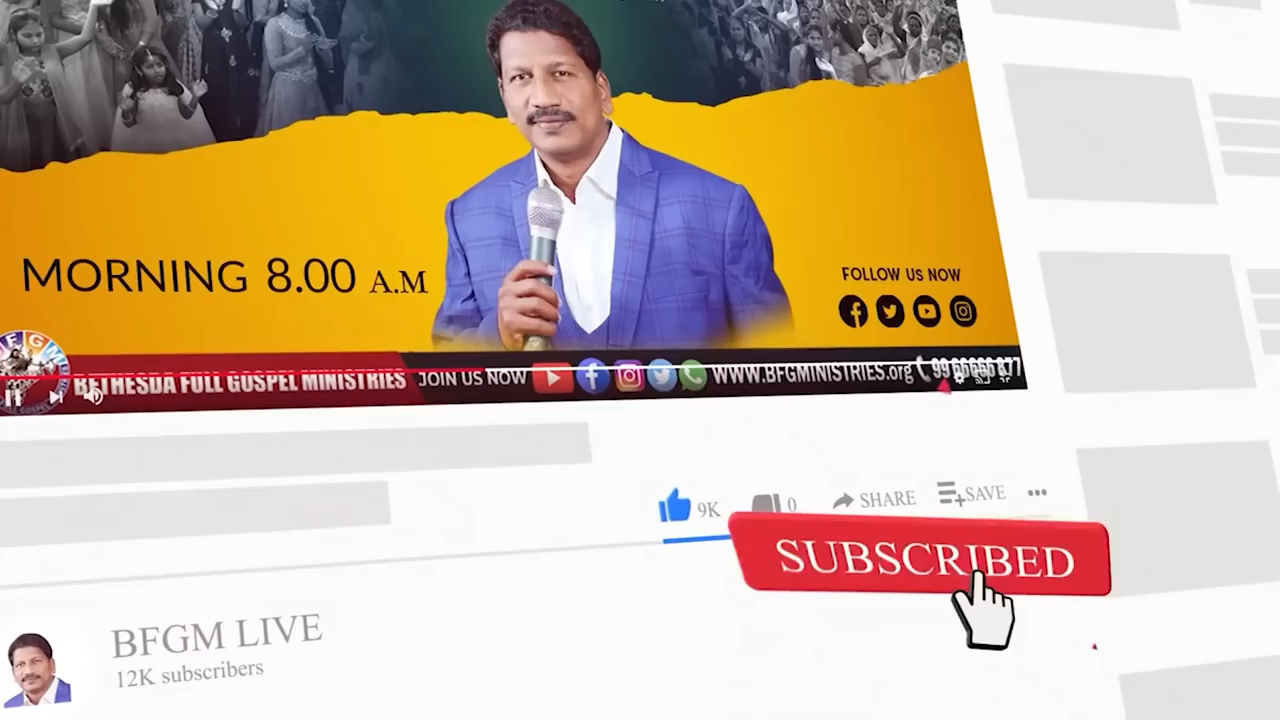 MORNING 8.00 A.M
FOLLOW US NOW
BETHESDA FULL GOSPEL MINISTRIES JOIN US NOW WWW.BFGMINISTRIES.org
9K 0 SHARE SAVE
SUBSCRIBED
BFGM LIVE
12K subscribers